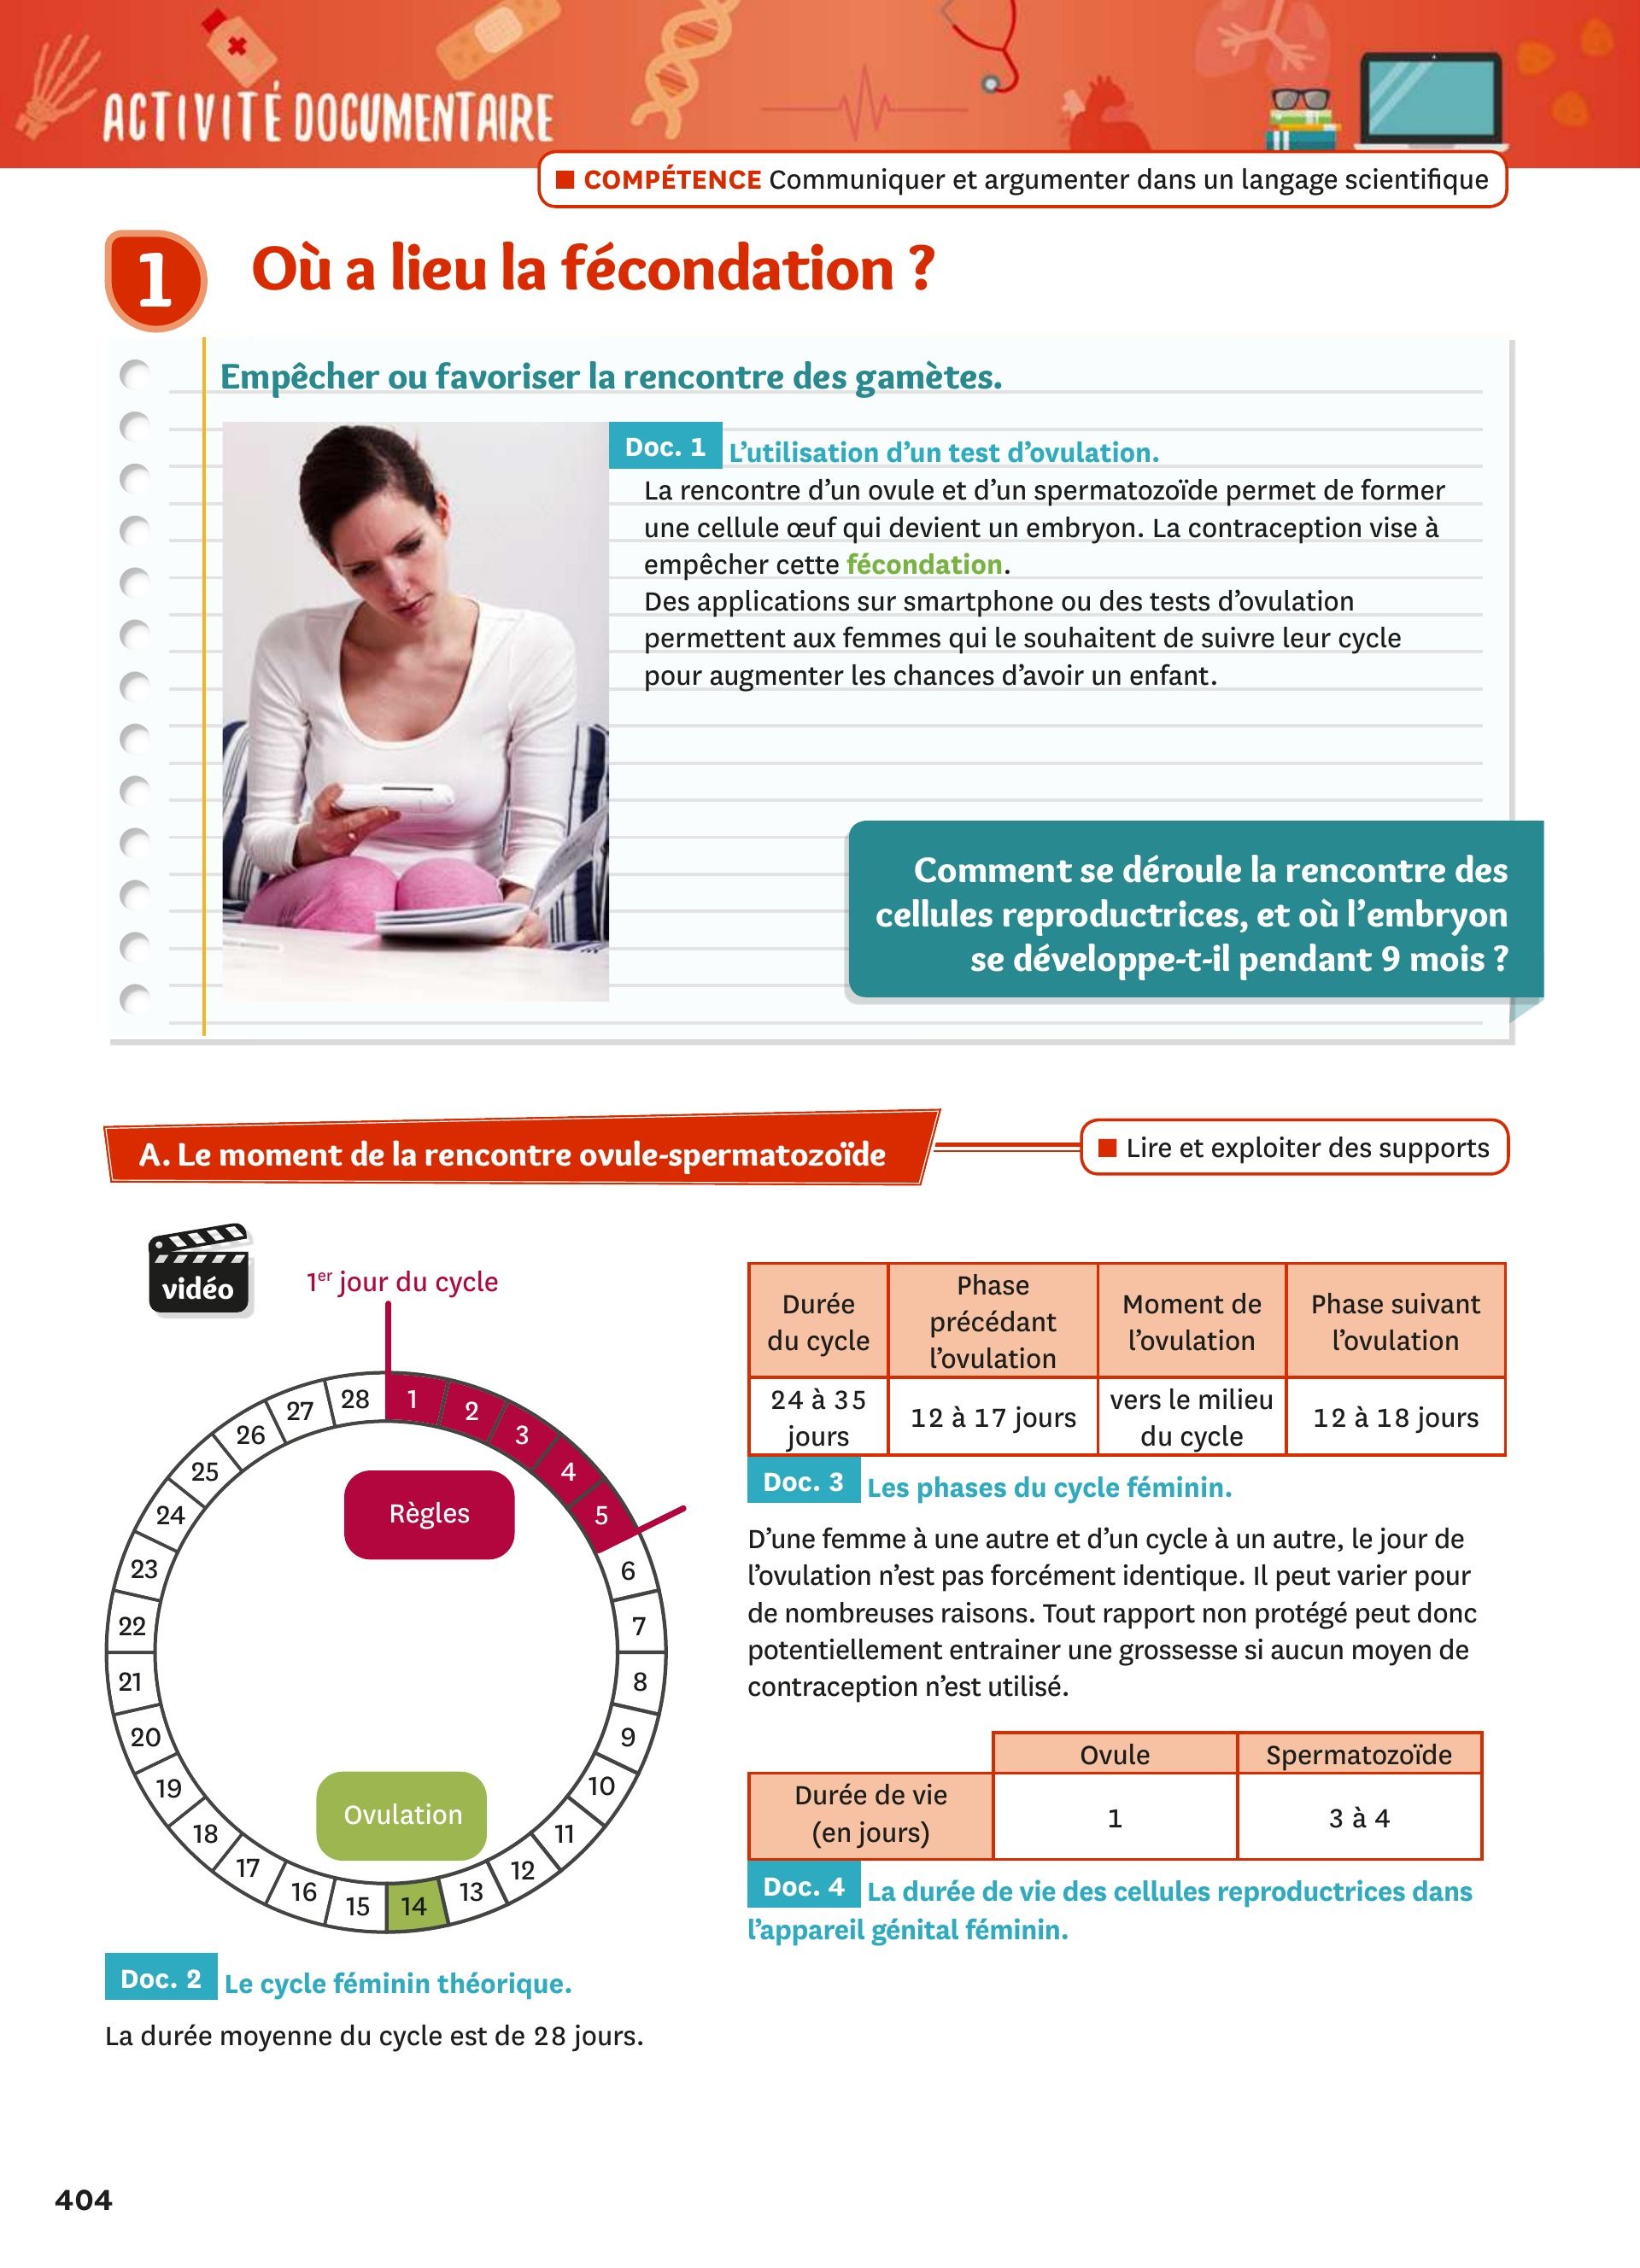 ACTIVITÉ DOCUMENTAIRE
COMPÉTENCE Communiquer et argumenter dans un langage scientifique
1 Où a lieu la fécondation ?
Empêcher ou favoriser la rencontre des gamètes.
Doc. 1 L'utilisation d'un test d'ovulation.
La rencontre d'un ovule et d'un spermatozoïde permet de former
une cellule œuf qui devient un embryon. La contraception vise à
empêcher cette fécondation.
Des applications sur smartphone ou des tests d'ovulation
permettent aux femmes qui le souhaitent de suivre leur cycle
pour augmenter les chances d'avoir un enfant.
Comment se déroule la rencontre des
cellules reproductrices, et où l'embryon
se développe-t-il pendant 9 mois ?
A. Le moment de la rencontre ovule-spermatozoïde
Lire et exploiter des supports
vidéo
1er jour du cycle
1
2
3
4
5
6
7
8
9
10
11
12
13
14
15
16
17
18
19
20
21
22
23
24
25
26
27
28
Règles
Ovulation
Doc. 2 Le cycle féminin théorique.
La durée moyenne du cycle est de 28 jours.
Durée
du cycle
Phase
précédant
l'ovulation
Moment de
l'ovulation
Phase suivant
l'ovulation
24 à 35
jours
12 à 17 jours
vers le milieu
du cycle
12 à 18 jours
Doc. 3 Les phases du cycle féminin.
D'une femme à une autre et d'un cycle à un autre, le jour de
l'ovulation n'est pas forcément identique. Il peut varier pour
de nombreuses raisons. Tout rapport non protégé peut donc
potentiellement entrainer une grossesse si aucun moyen de
contraception n'est utilisé.
Ovule
Spermatozoïde
Durée de vie
(en jours)
1
3 à 4
Doc. 4 La durée de vie des cellules reproductrices dans
l'appareil génital féminin.
404